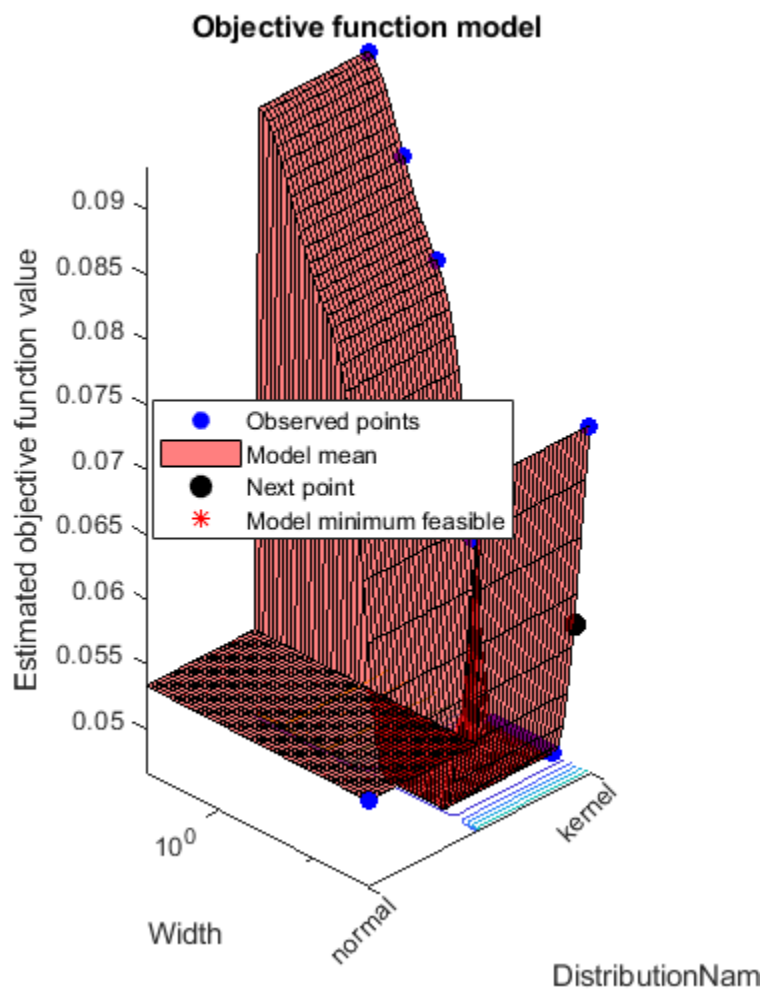 Objective function model
Estimated objective function value
0.09
0.085
0.08
0.075
0.07
0.065
0.06
0.055
0.05
Observed points
Model mean
Next point
Model minimum feasible
10^0
Width
normal
kernel
DistributionNam